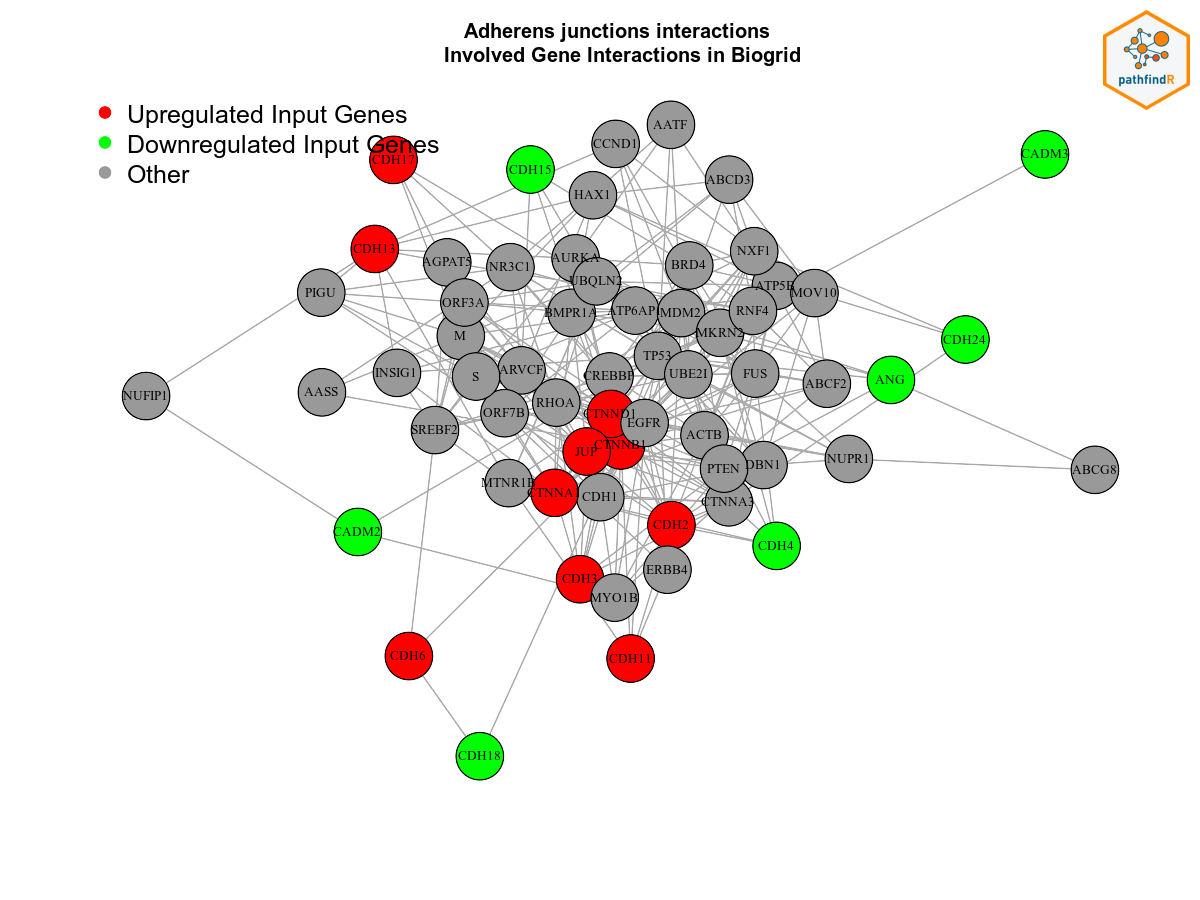 Adherens junctions interactions
Involved Gene Interactions in Biogrid
pathfindR
Upregulated Input Genes
Downregulated Input Genes
Other
AATF
CCND1
CADM3
CDH17
CDH15
ABCD3
HAX1
CDH13
NXF1
AURKA
AGPAT5
NR3C1
BRD4
UBQLN2
ATP5B
PIGU
MOV10
ORF3A
BMPR1A
ATP6AP
MDM2
RNF4
M
MKRN2
CDH24
TP53
INSIG1
S
ARVCF
CREBBP
UBE2I
FUS
ANG
ABCF2
AASS
NUFIP1
RHOA
ORF7B
CTNND1
EGFR
SREBF2
ACTB
CTNNB1
JUP
NUPR1
DBN1
PTEN
ABCG8
MTNR1B
CTNNA
CDH1
CTNNA3
CDH2
CADM2
CDH4
ERBB4
CDH3
MYO1B
CDH6
CDH11
CDH18